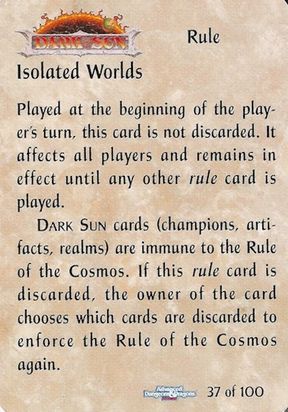 DARK SUN
Rule
Isolated Worlds
Played at the beginning of the play-
er's turn, this card is not discarded. It
affects all players and remains in
effect until any other rule card is
played.
DARK SUN cards (champions, arti-
facts, realms) are immune to the Rule
of the Cosmos. If this rule card is
discarded, the owner of the card
chooses which cards are discarded to
enforce the Rule of the Cosmos
again.
Advanced
Dungeons & Dragons
37 of 100